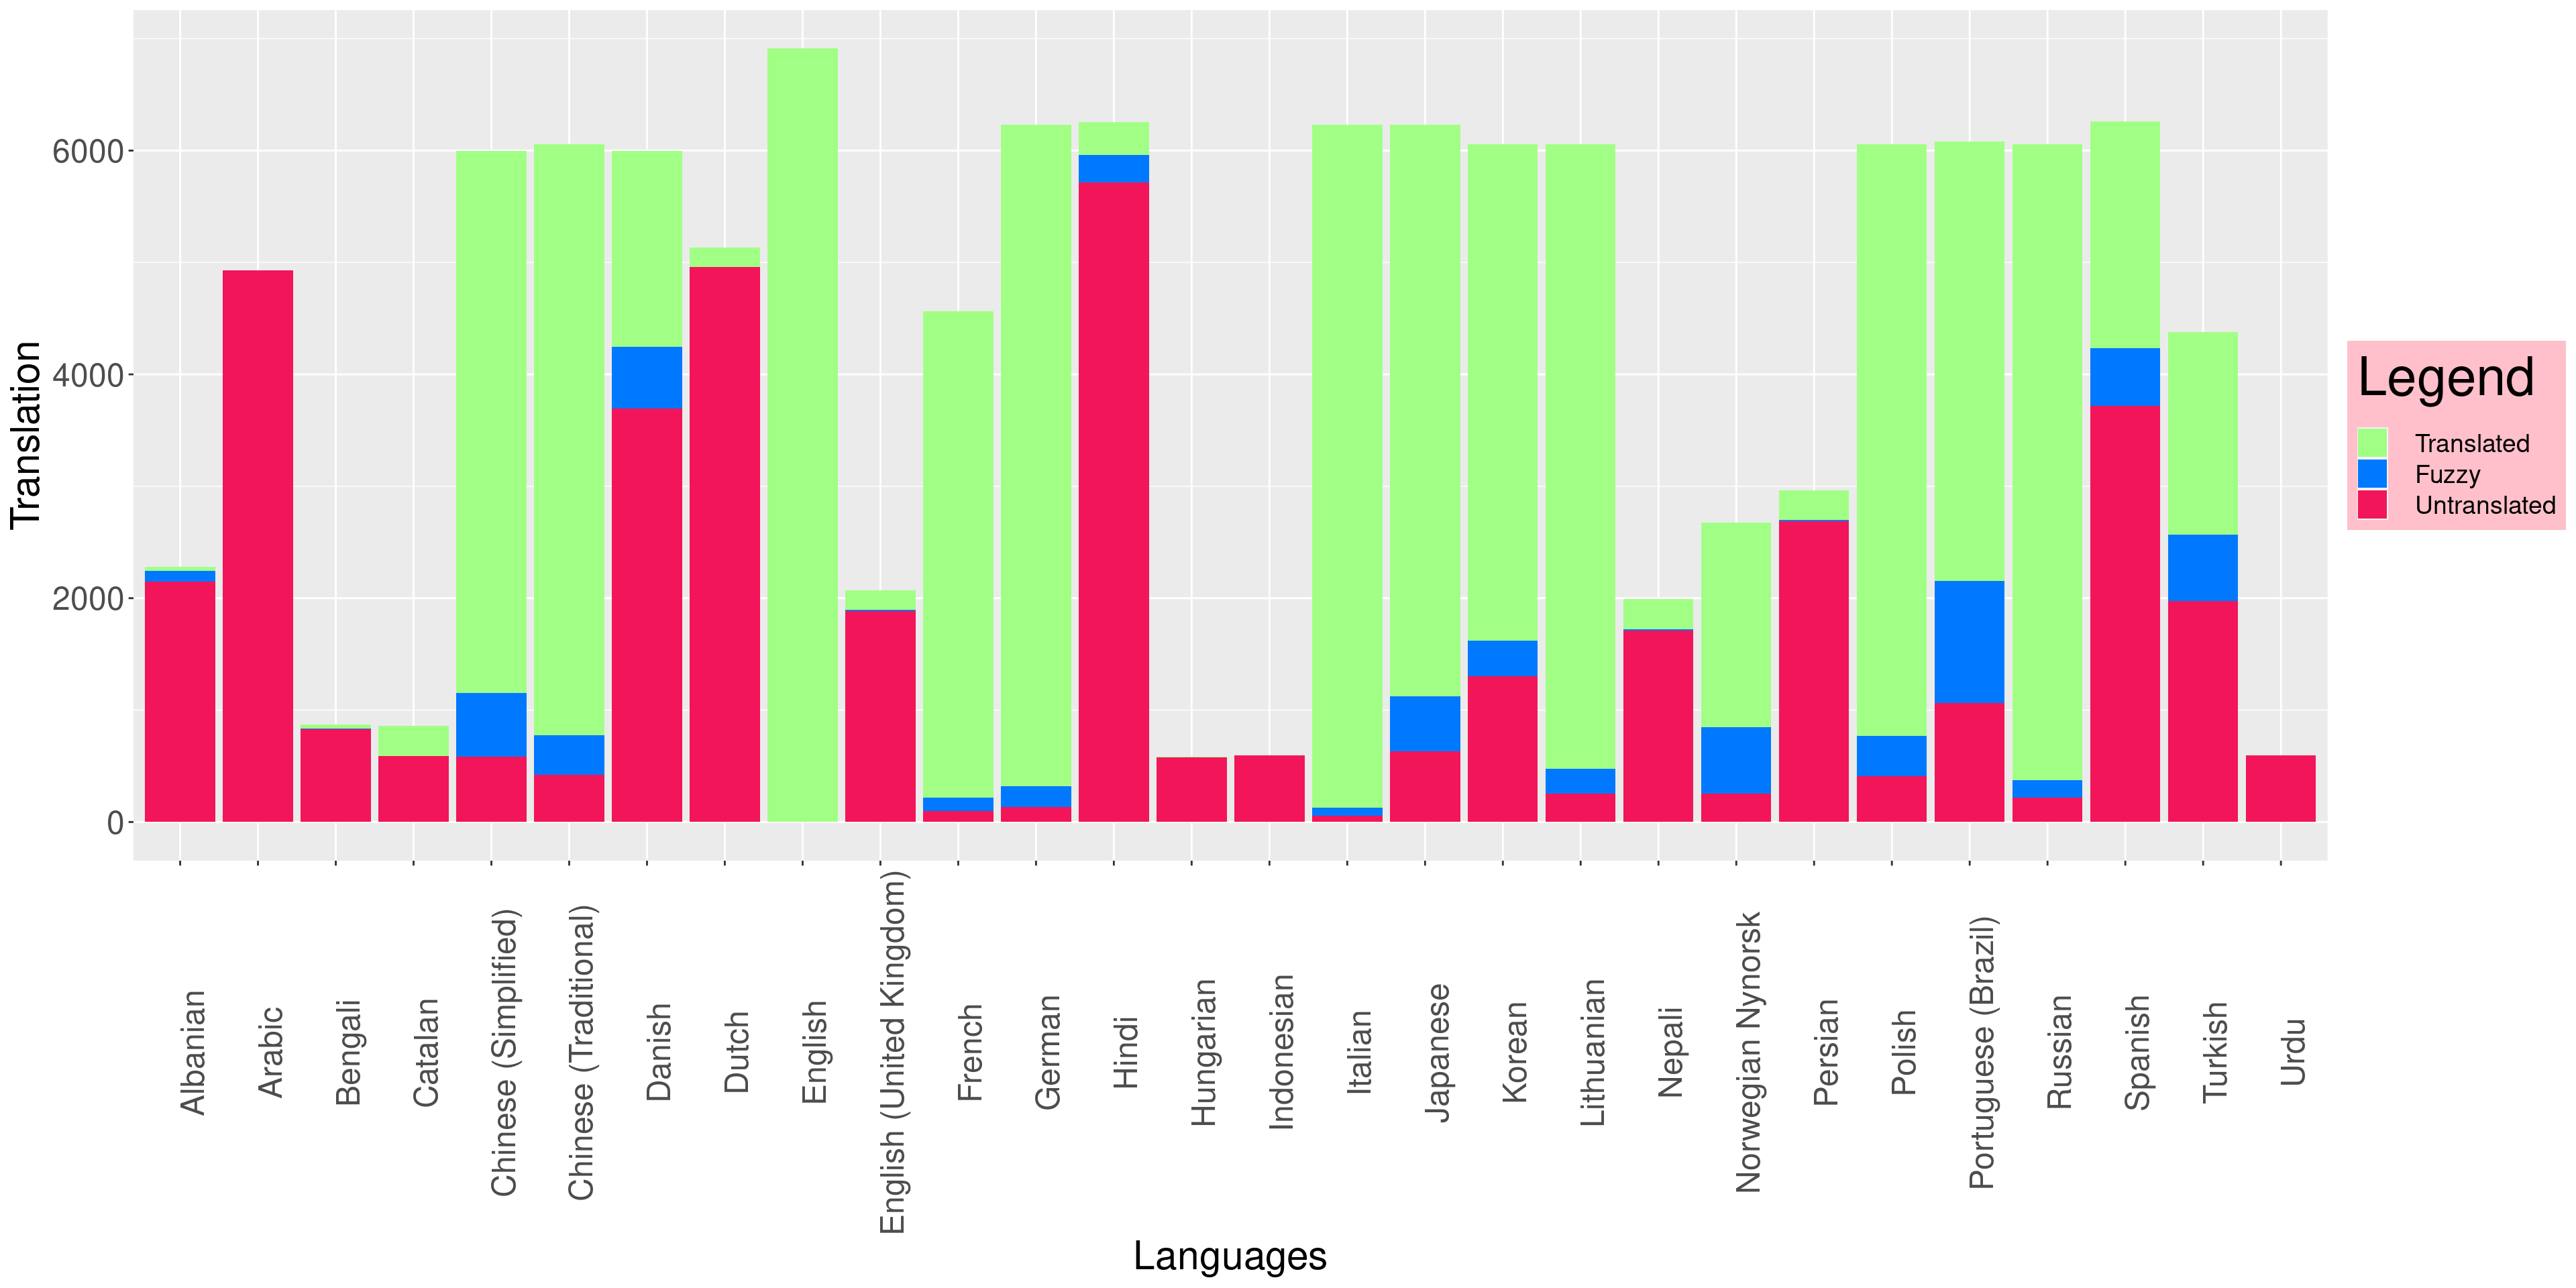 Translation
6000
4000
2000
0
Albanian
Arabic
Bengali
Catalan
Chinese (Simplified)
Chinese (Traditional)
Danish
Dutch
English
English (United Kingdom)
French
German
Hindi
Hungarian
Indonesian
Italian
Japanese
Korean
Lithuanian
Nepali
Norwegian Nynorsk
Persian
Polish
Portuguese (Brazil)
Russian
Spanish
Turkish
Urdu
Languages
Legend
Translated
Fuzzy
Untranslated